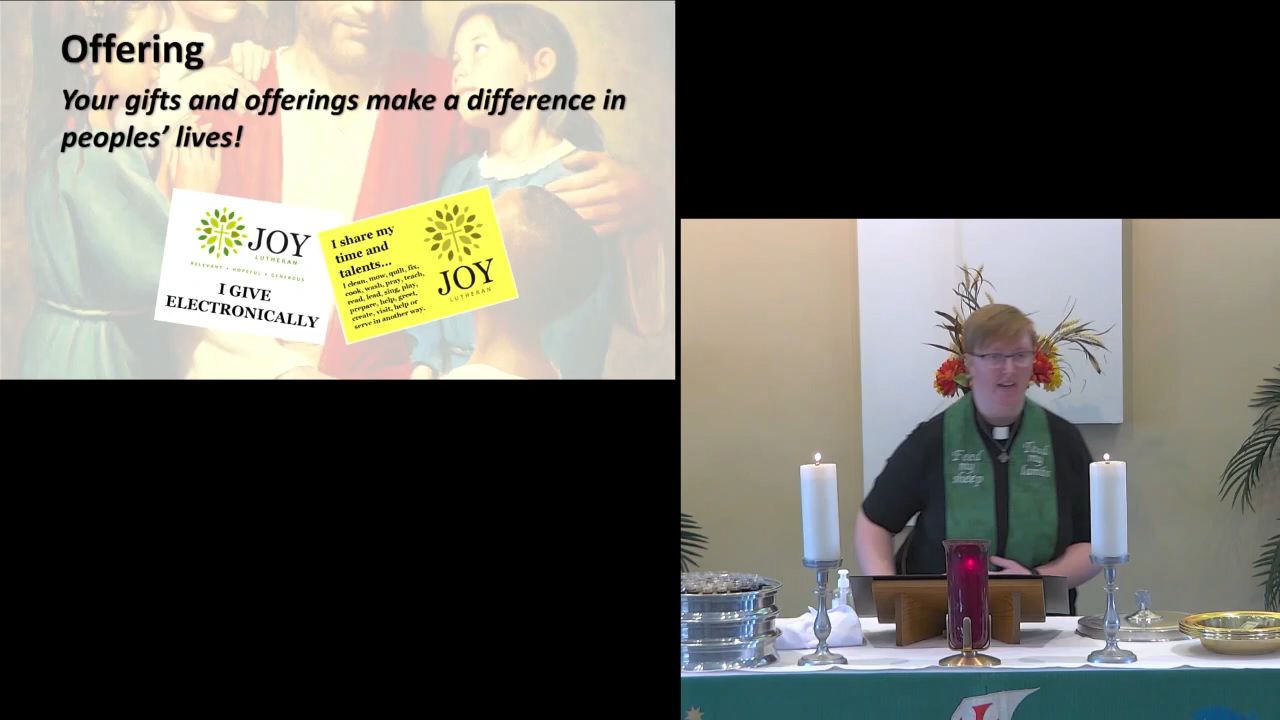 Offering
Your gifts and offerings make a difference in
peoples’ lives!
JOY
LUTHERAN
RELEVANT • HOPEFUL • GENEROUS
I GIVE
ELECTRONICALLY
I share my
time and
talents...
I clean, mow, quilt, fix,
cook, wash, pray, teach,
read, lead, sing, play,
prepare, help, greet,
create, visit, help or
serve in another way.
JOY
LUTHERAN
Feed
my
sheep
Feed
my
lambs